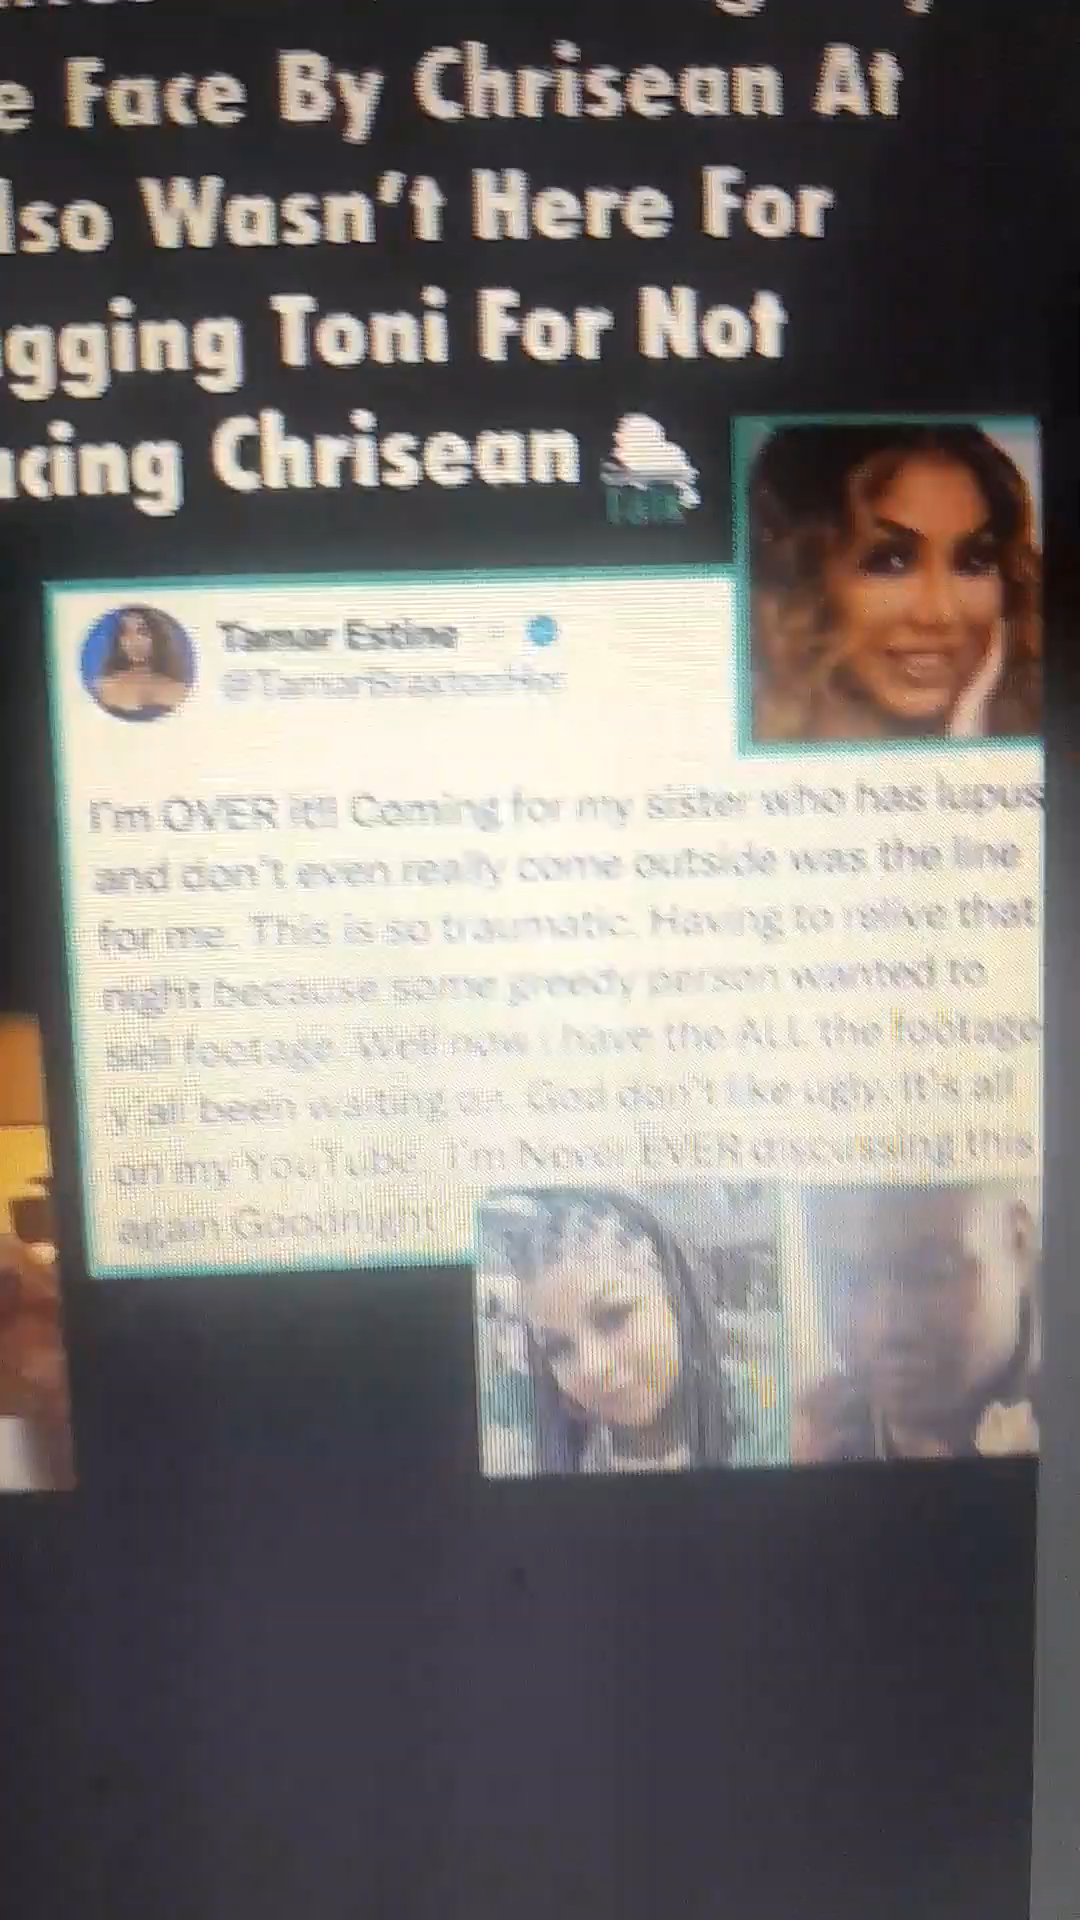 Face By Chrisean At
Wasn't Here For
Toni For Not
Chrisean
Tamar Estine
@TamarBraxtonHer
I'm OVER it!! Coming for my sister who has lupus
and don't even really come outside was the line
for me. This is so traumatic. Having to relive that
night because some greedy person wanted to
sell footage. Well now i have the ALL the footage
y'all been waiting on. God don't like ugly. It's all
on my YouTube. I'm Never EVER discussing this
again Goodnight